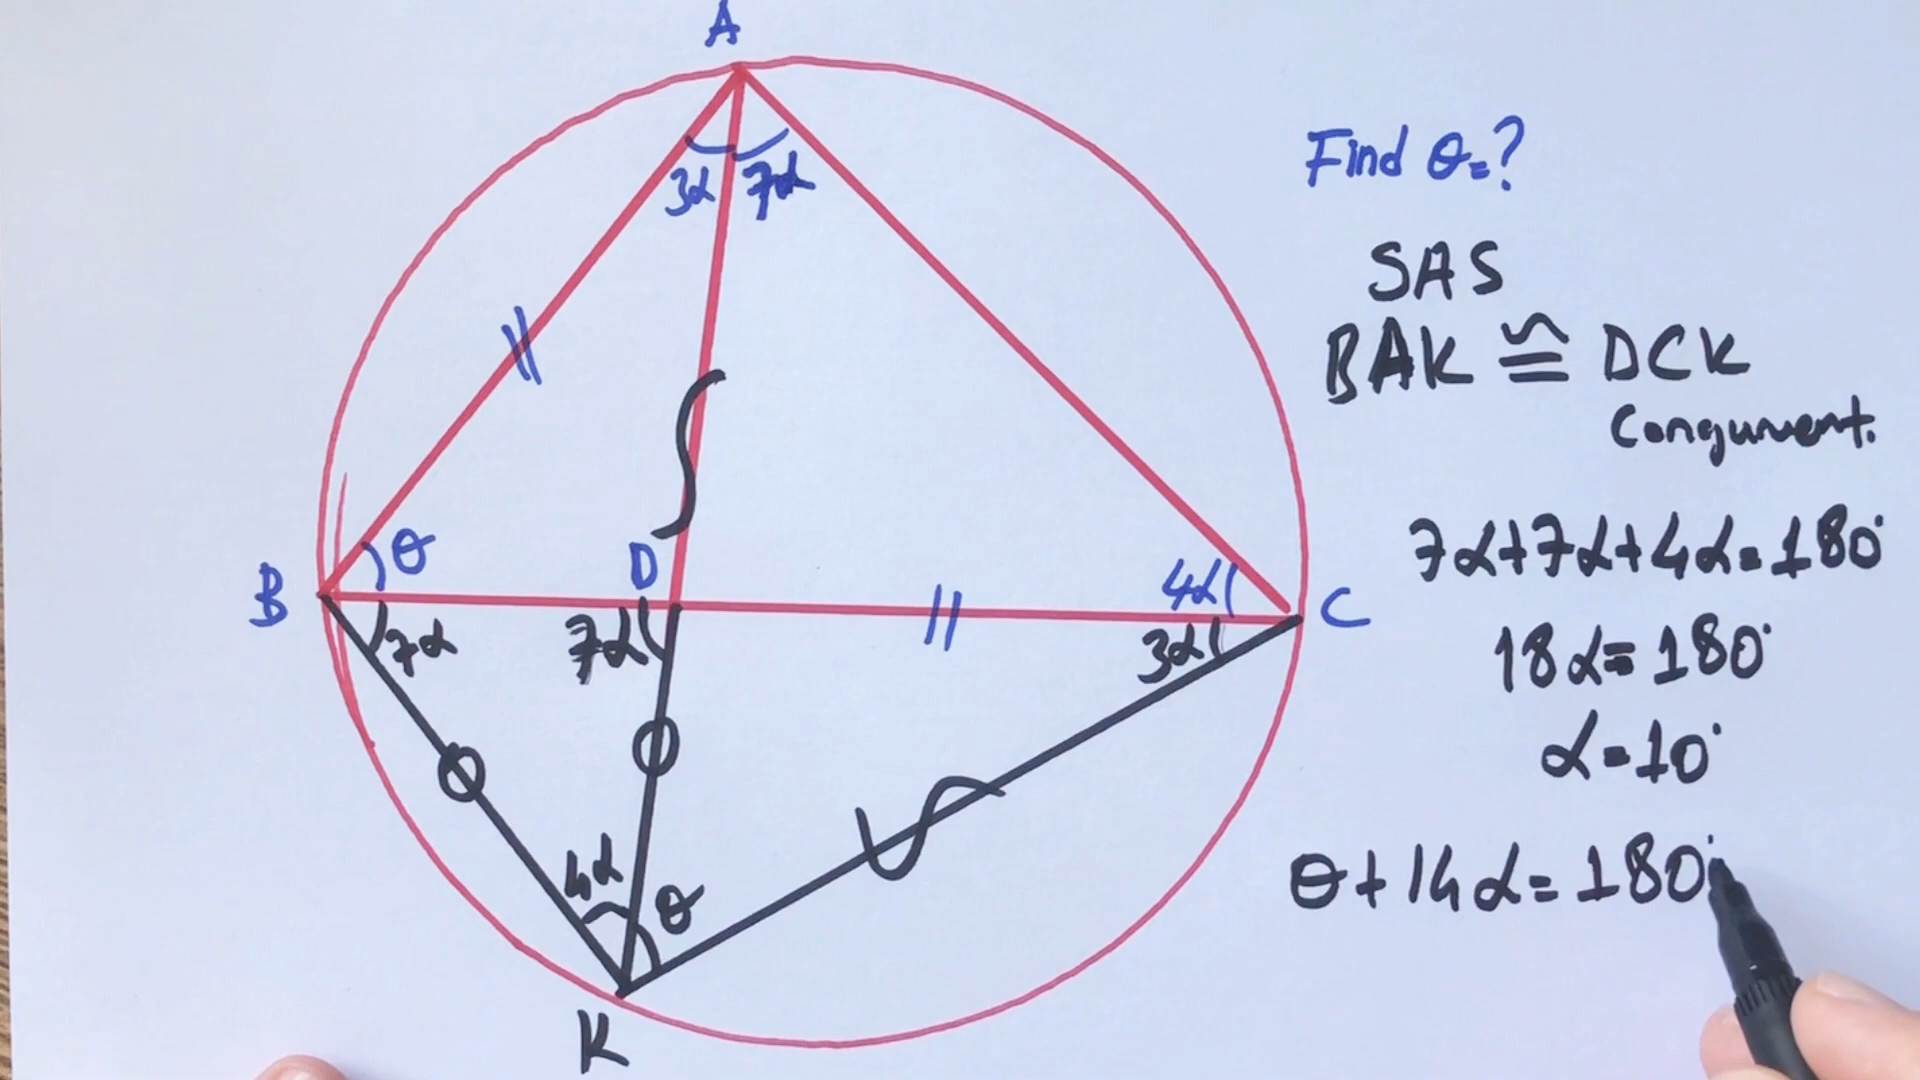 A
3α 7α
Find θ=?
SAS
BAK ≅ DCK
Congurvent.
B θ D 4α C
7α 7α 3α
7α+7α+4α=180°
18α=180°
α=10°
4α θ
θ+14α=180°
K